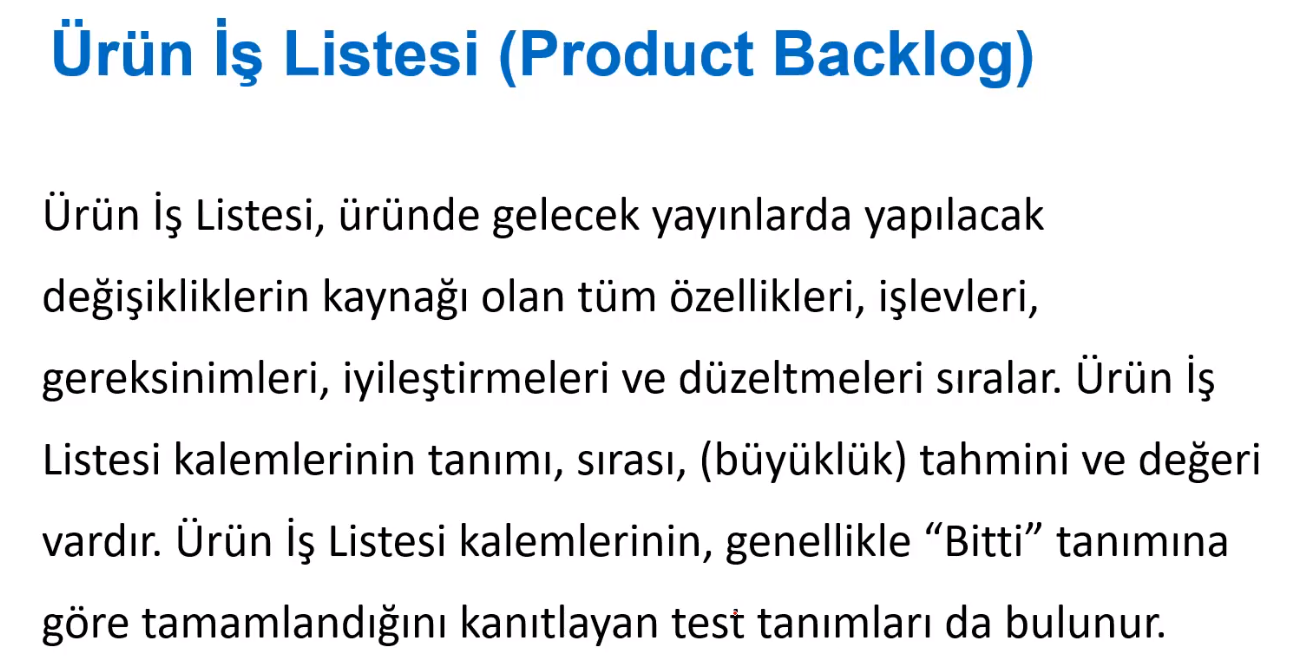 Ürün İş Listesi (Product Backlog)
Ürün İş Listesi, üründe gelecek yayınlarda yapılacak
değişikliklerin kaynağı olan tüm özellikleri, işlevleri,
gereksinimleri, iyileştirmeleri ve düzeltmeleri sıralar. Ürün İş
Listesi kalemlerinin tanımı, sırası, (büyüklük) tahmini ve değeri
vardır. Ürün İş Listesi kalemlerinin, genellikle “Bitti” tanımına
göre tamamlandığını kanıtlayan test tanımları da bulunur.